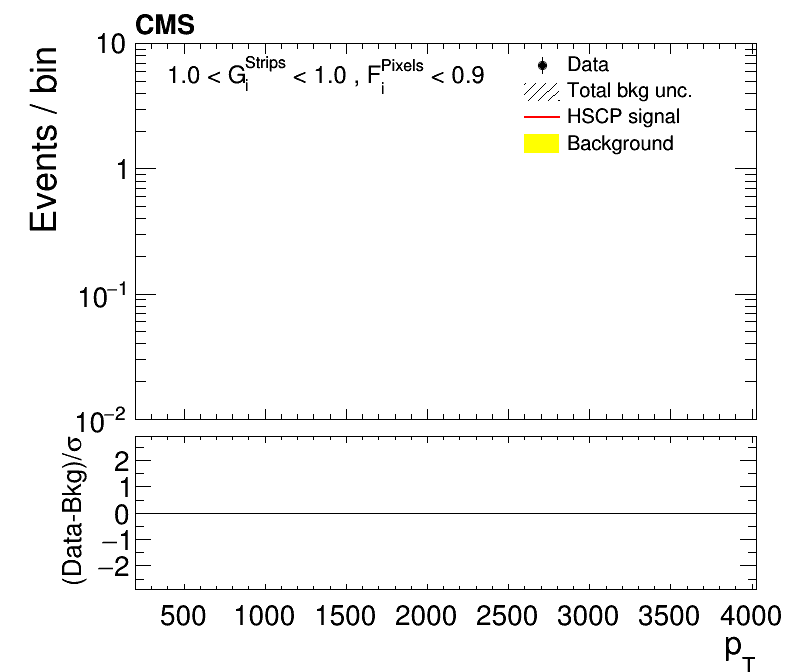 CMS
Events / bin
10
1
10⁻¹
10⁻²
1.0 < G_i^Strips < 1.0 , F_i^Pixels < 0.9
Data
Total bkg unc.
HSCP signal
Background
(Data-Bkg)/σ
2
1
0
−1
−2
500 1000 1500 2000 2500 3000 3500 4000
p_T